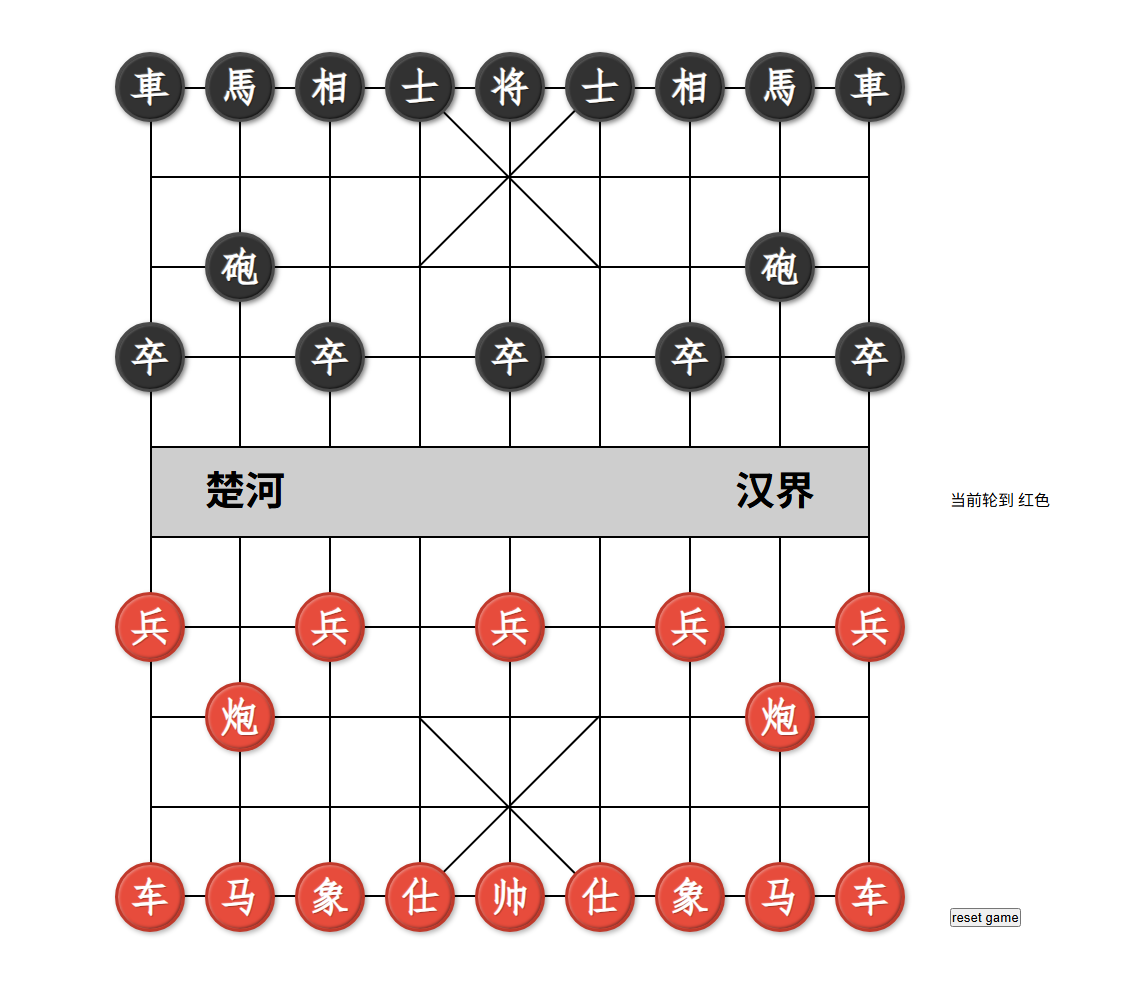 車馬相士将士相馬車
砲砲
卒卒卒卒卒
楚河 汉界
当前轮到 红色
兵兵兵兵兵
炮炮
车马象仕帅仕象马车
reset game